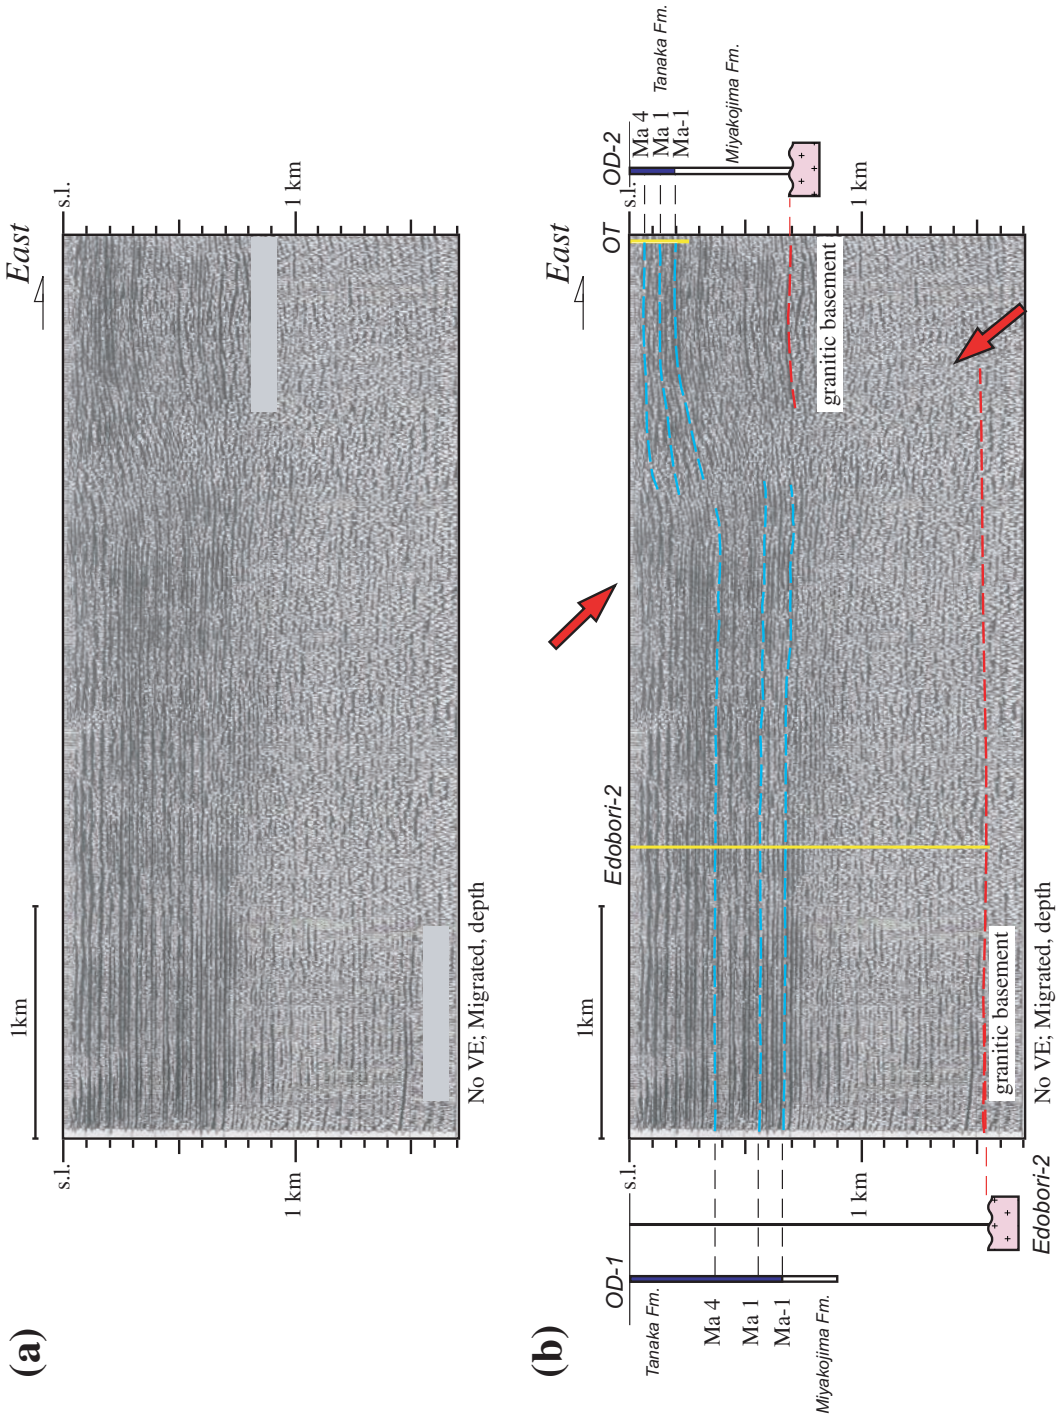 (a)
East
1km
s.l.
s.l.
1 km
1 km
No VE; Migrated, depth
(b)
East
1km
Edobori-2
OT
OD-1
OD-2
s.l.
s.l.
Tanaka Fm.
Ma 4
Ma 1
Ma-1
Miyakojima Fm.
Ma 4
Ma 1
Ma-1
Tanaka Fm.
Miyakojima Fm.
1 km
1 km
granitic basement
granitic basement
Edobori-2
No VE; Migrated, depth